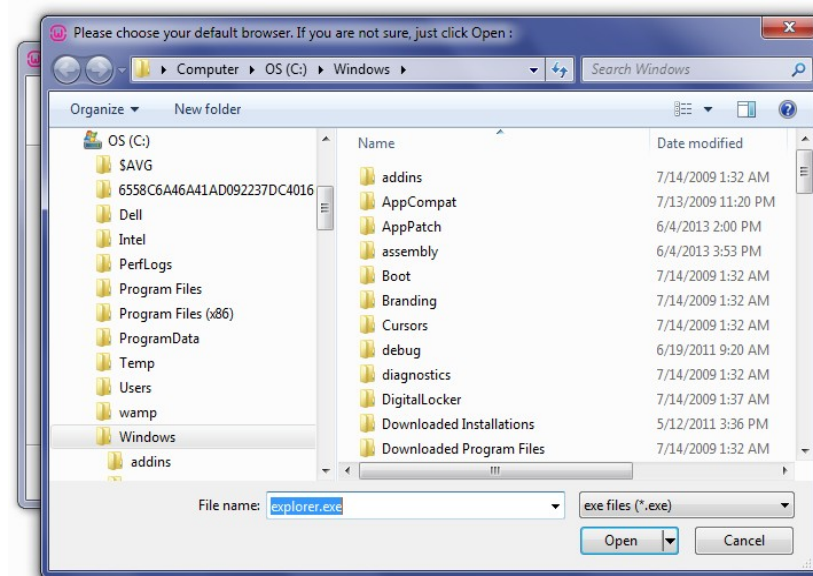 Please choose your default browser. If you are not sure, just click Open :
Computer OS (C:) Windows
Search Windows
Organize New folder
OS (C:)
$AVG
6558C6A46A41AD092237DC4016
Dell
Intel
PerfLogs
Program Files
Program Files (x86)
ProgramData
Temp
Users
wamp
Windows
addins
Name Date modified
addins 7/14/2009 1:32 AM
AppCompat 7/13/2009 11:20 PM
AppPatch 6/4/2013 2:00 PM
assembly 6/4/2013 3:53 PM
Boot 7/14/2009 1:32 AM
Branding 7/14/2009 1:32 AM
Cursors 7/14/2009 1:32 AM
debug 6/19/2011 9:20 AM
diagnostics 7/14/2009 1:32 AM
DigitalLocker 7/14/2009 1:37 AM
Downloaded Installations 5/12/2011 3:36 PM
Downloaded Program Files 7/14/2009 1:32 AM
File name: explorer.exe exe files (*.exe)
Open Cancel